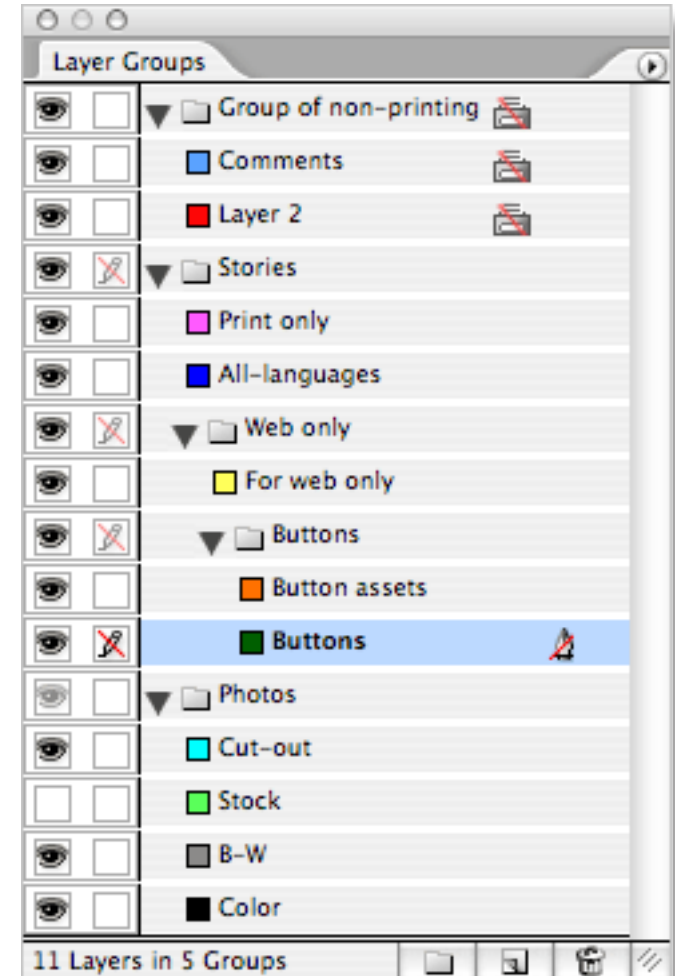 Layer Groups
Group of non-printing
Comments
Layer 2
Stories
Print only
All-languages
Web only
For web only
Buttons
Button assets
Buttons
Photos
Cut-out
Stock
B-W
Color
11 Layers in 5 Groups